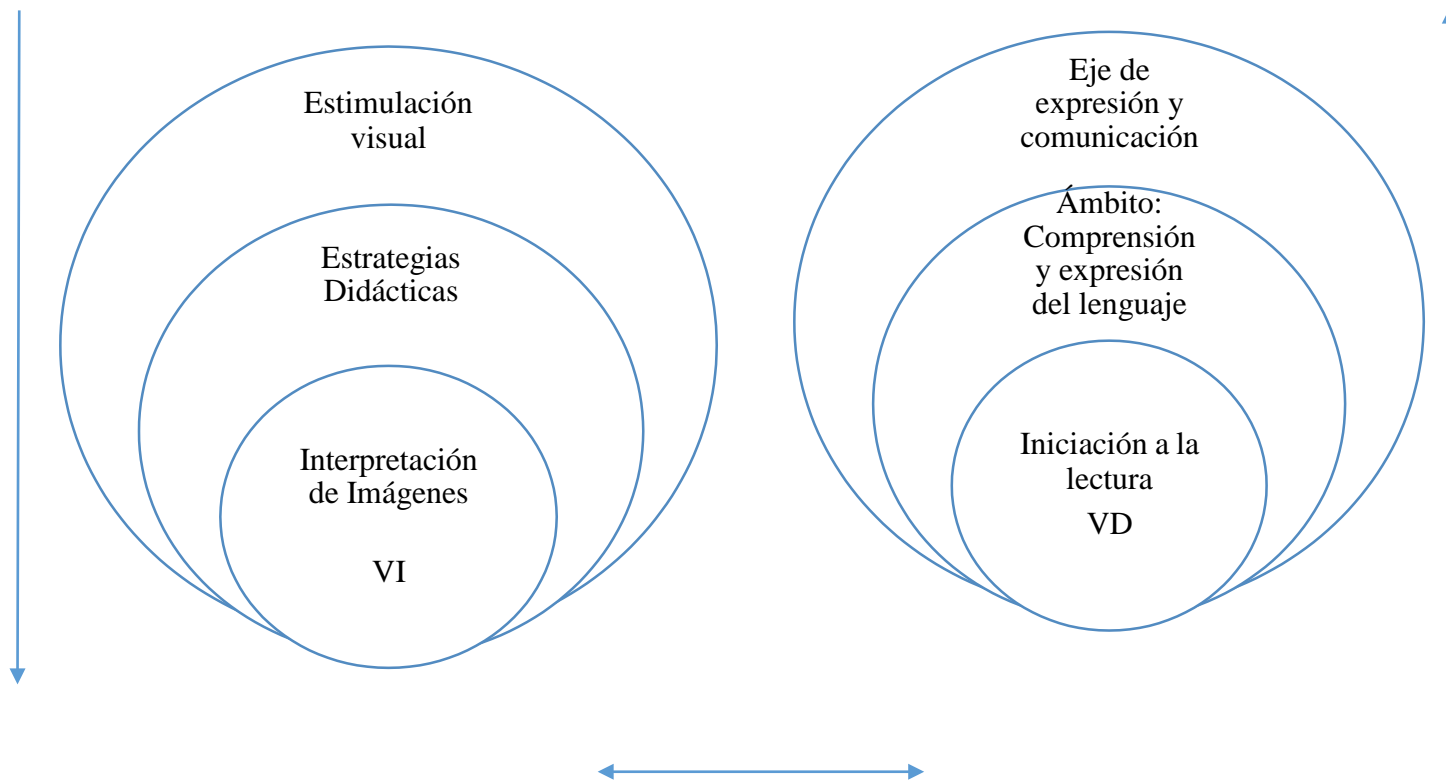 Estimulación
visual
Estrategias
Didácticas
Interpretación
de Imágenes
VI
Eje de
expresión y
comunicación
Ámbito:
Comprensión
y expresión
del lenguaje
Iniciación a la
lectura
VD